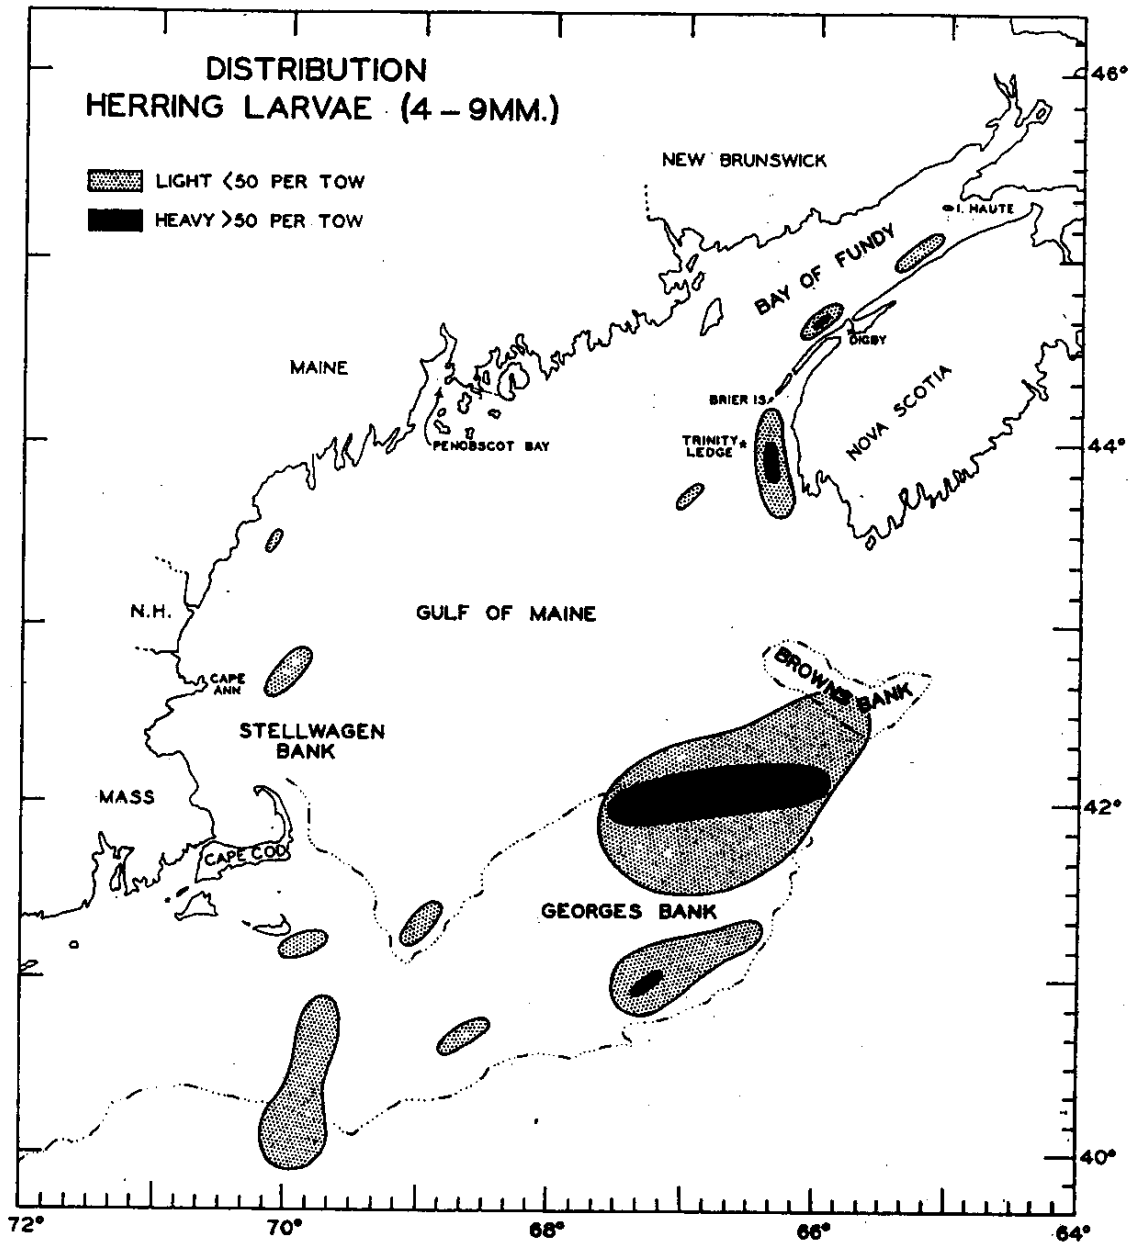 DISTRIBUTION
HERRING LARVAE (4 – 9MM.)
LIGHT <50 PER TOW
HEAVY >50 PER TOW
46°
NEW BRUNSWICK
I. HAUTE
BAY OF FUNDY
DIGBY
MAINE
BRIER IS.
NOVA SCOTIA
TRINITY
LEDGE
PENOBSCOT BAY
44°
N.H.
GULF OF MAINE
CAPE
ANN
BROWNS BANK
STELLWAGEN
BANK
MASS
42°
CAPE COD
GEORGES BANK
40°
72°
70°
68°
66°
64°